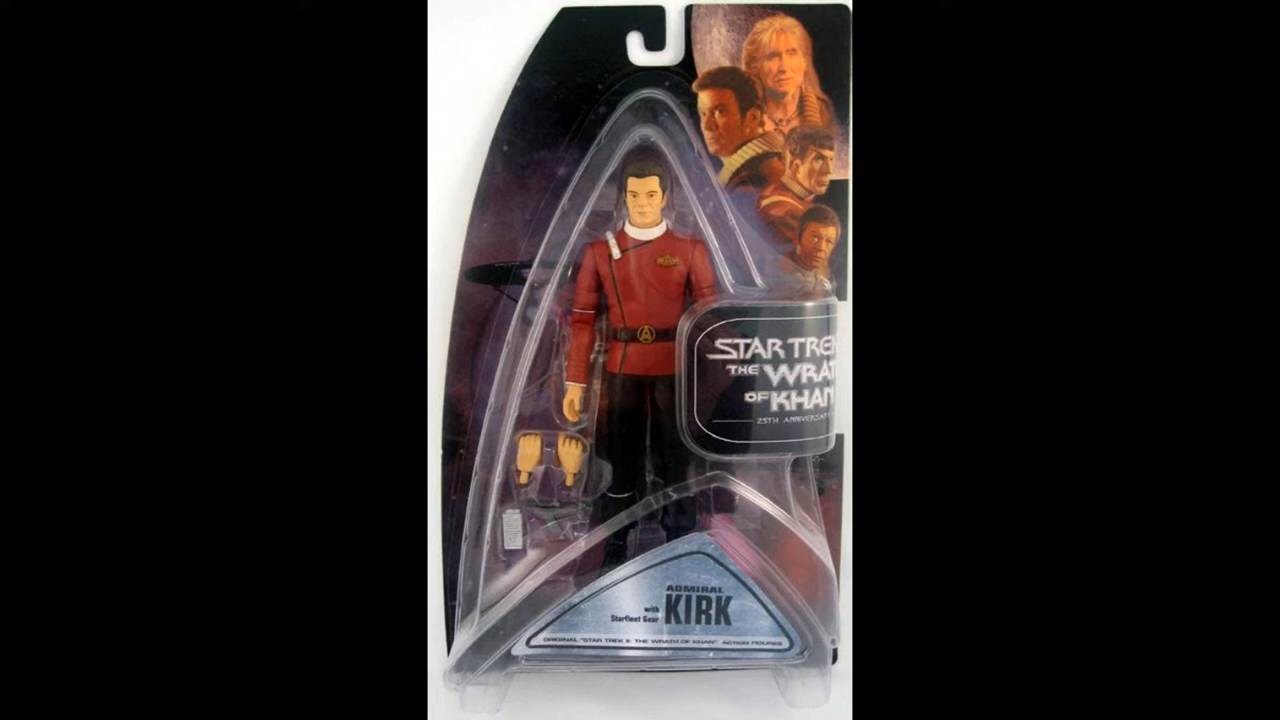 STAR TREK
THE WRAT
OF KHAN
25TH ANNIVERSARY
ADMIRAL
with KIRK
Starfleet Gear
ORIGINAL "STAR TREK II: THE WRATH OF KHAN" ACTION FIGURES